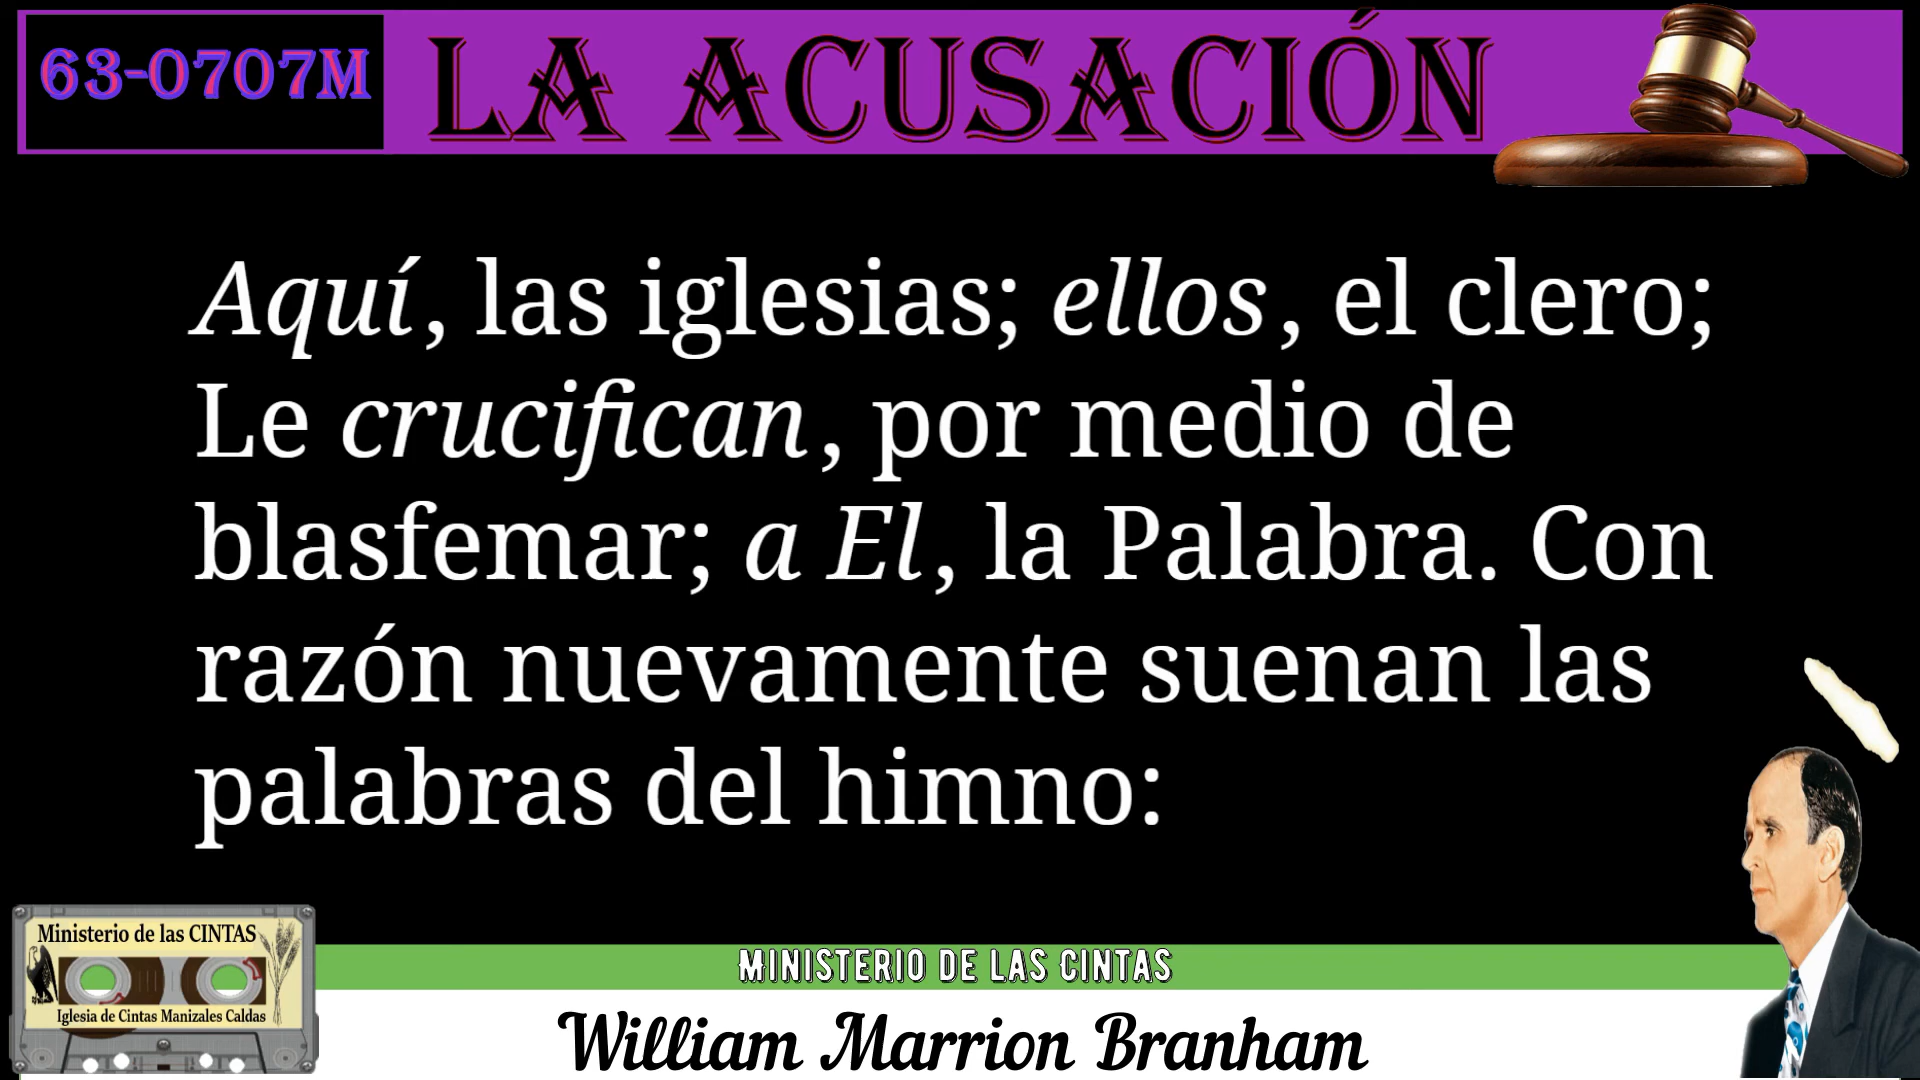 63-0707M
LA ACUSACIÓN
Aquí, las iglesias; ellos, el clero;
Le crucifican, por medio de
blasfemar; a El, la Palabra. Con
razón nuevamente suenan las
palabras del himno:
Ministerio de las CINTAS
Iglesia de Cintas Manizales Caldas
MINISTERIO DE LAS CINTAS
William Marrion Branham